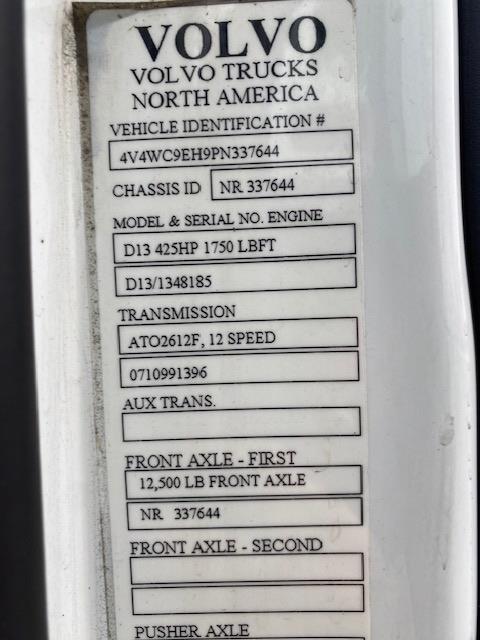 VOLVO
VOLVO TRUCKS
NORTH AMERICA
VEHICLE IDENTIFICATION #
4V4WC9EH9PN337644
CHASSIS ID NR 337644
MODEL & SERIAL NO. ENGINE
D13 425HP 1750 LBFT
D13/1348185
TRANSMISSION
ATO2612F, 12 SPEED
0710991396
AUX TRANS.
FRONT AXLE - FIRST
12,500 LB FRONT AXLE
NR 337644
FRONT AXLE - SECOND
PUSHER AXLE